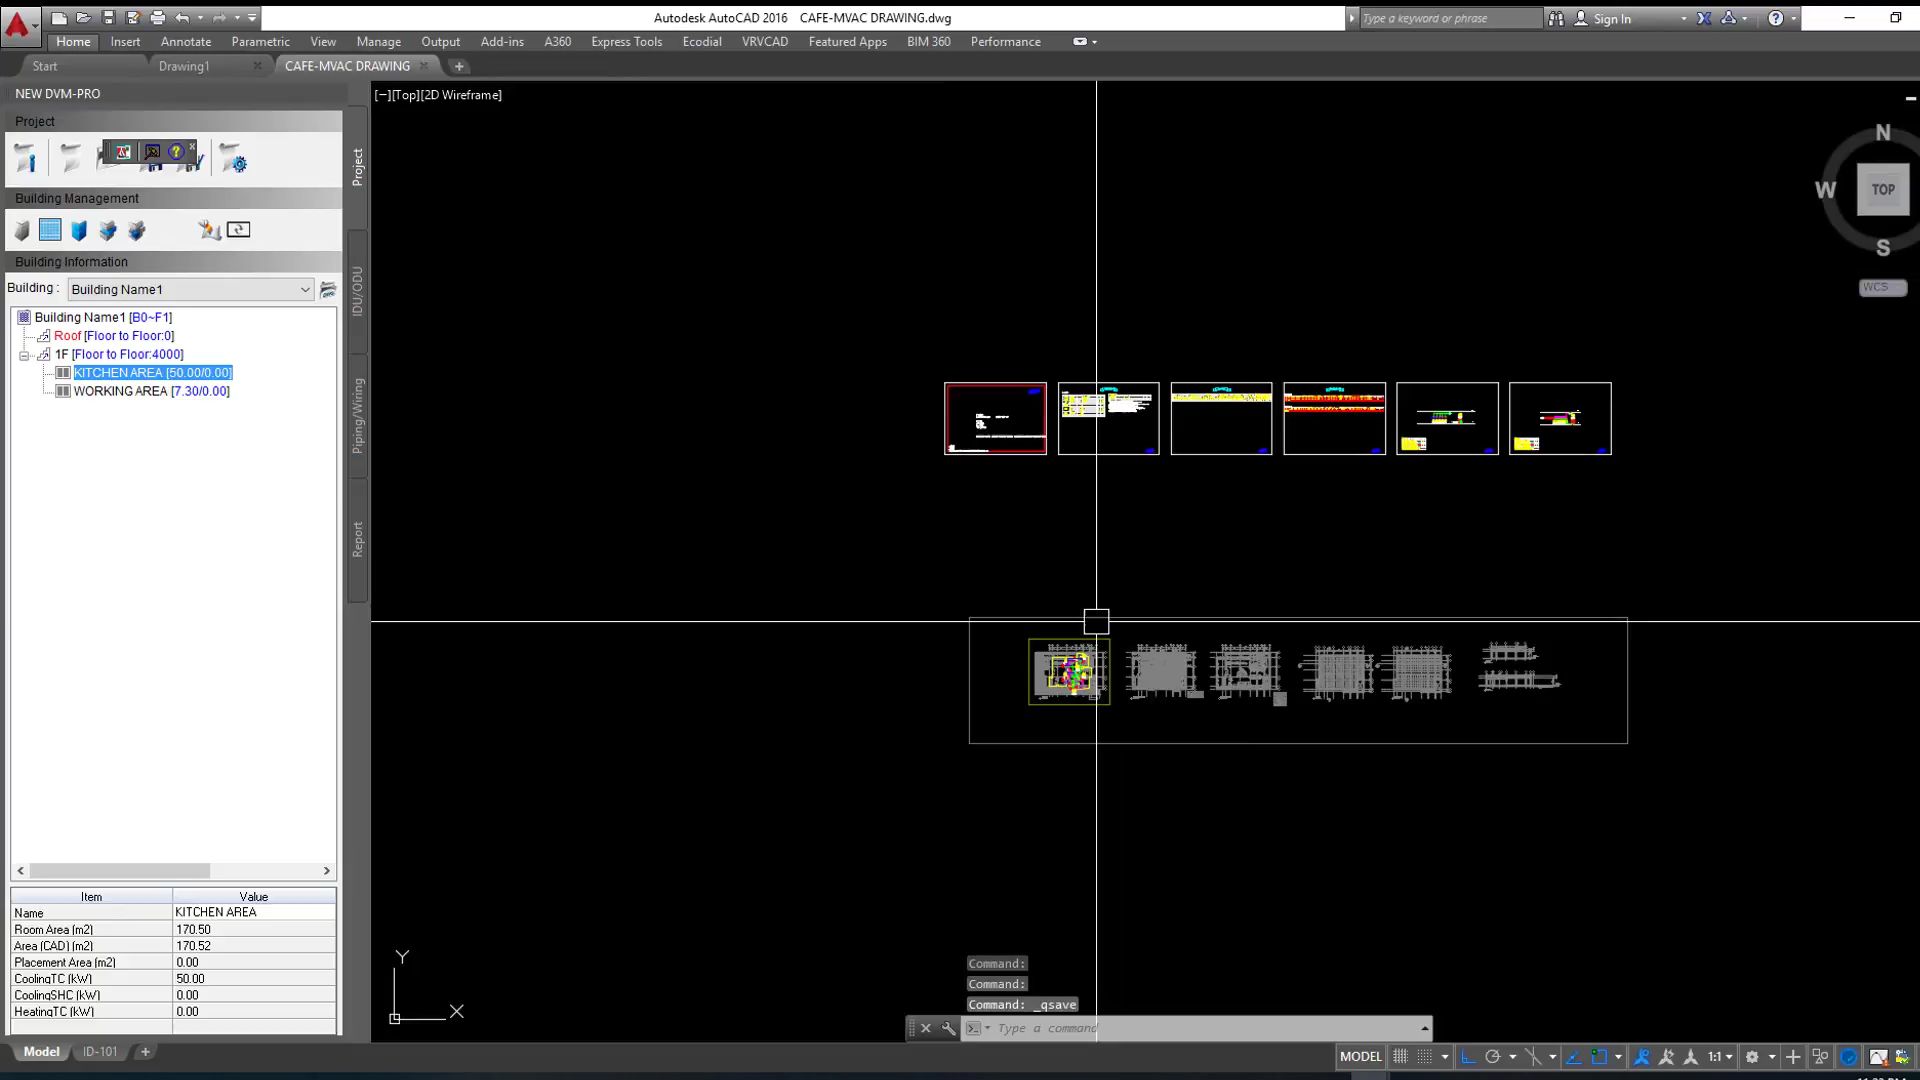 Autodesk AutoCAD 2016 CAFE-MVAC DRAWING.dwg
Type a keyword or phrase
Sign In
Home Insert Annotate Parametric View Manage Output Add-ins A360 Express Tools Ecodial VRVCAD Featured Apps BIM 360 Performance
Start Drawing1 CAFE-MVAC DRAWING
NEW DVM-PRO
[−][Top][2D Wireframe]
Project
Building Management
Building Information
Building : Building Name1
Building Name1 [B0~F1]
Roof [Floor to Floor:0]
1F [Floor to Floor:4000]
KITCHEN AREA [50.00/0.00]
WORKING AREA [7.30/0.00]
Project
IDU/ODU
Piping/Wiring
Report
N
W TOP
S
WCS
Item Value
Name KITCHEN AREA
Room Area (m2) 170.50
Area (CAD) (m2) 170.52
Placement Area (m2) 0.00
CoolingTC (kW) 50.00
CoolingSHC (kW) 0.00
HeatingTC (kW) 0.00
Y
X
Command:
Command:
Command: _qsave
Type a command
Model ID-101
MODEL 1:1